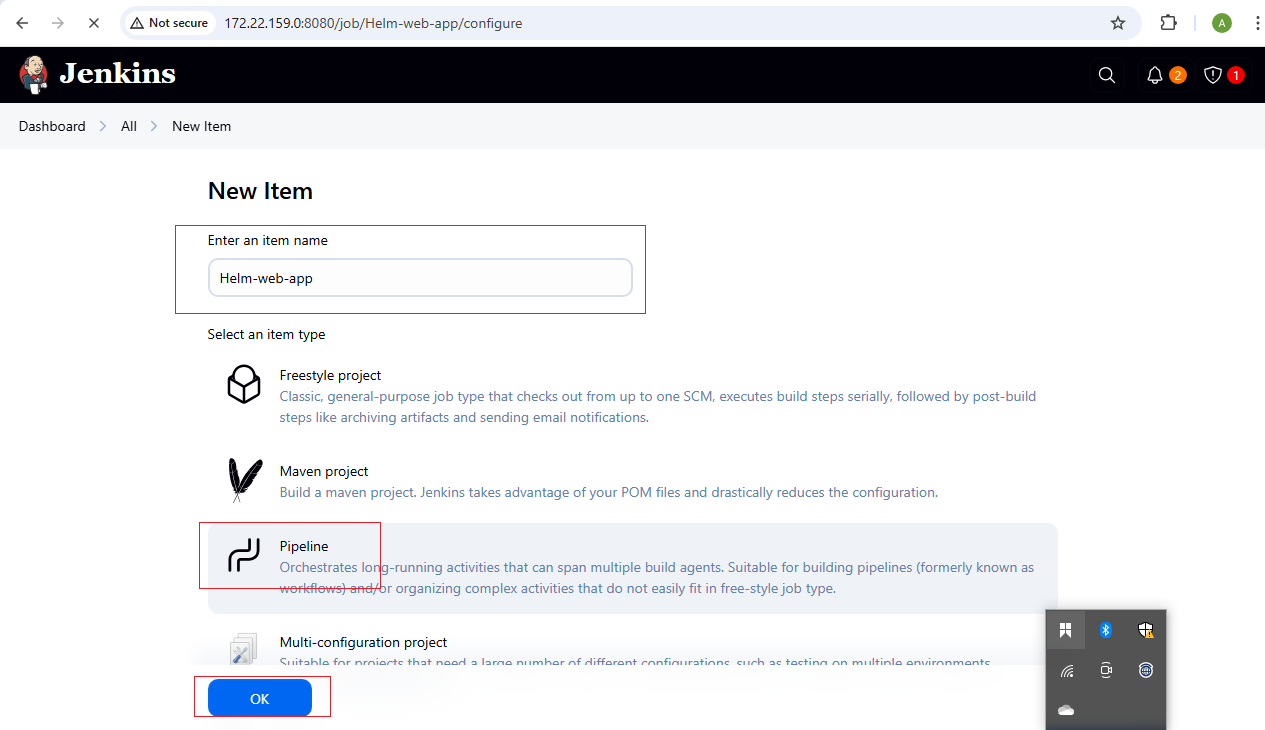 Not secure 172.22.159.0:8080/job/Helm-web-app/configure A
Jenkins 2 1
Dashboard All New Item
New Item
Enter an item name
Helm-web-app
Select an item type
Freestyle project
Classic, general-purpose job type that checks out from up to one SCM, executes build steps serially, followed by post-build
steps like archiving artifacts and sending email notifications.
Maven project
Build a maven project. Jenkins takes advantage of your POM files and drastically reduces the configuration.
Pipeline
Orchestrates long-running activities that can span multiple build agents. Suitable for building pipelines (formerly known as
workflows) and/or organizing complex activities that do not easily fit in free-style job type.
Multi-configuration project
Suitable for projects that need a large number of different configurations, such as testing on multiple environments
OK